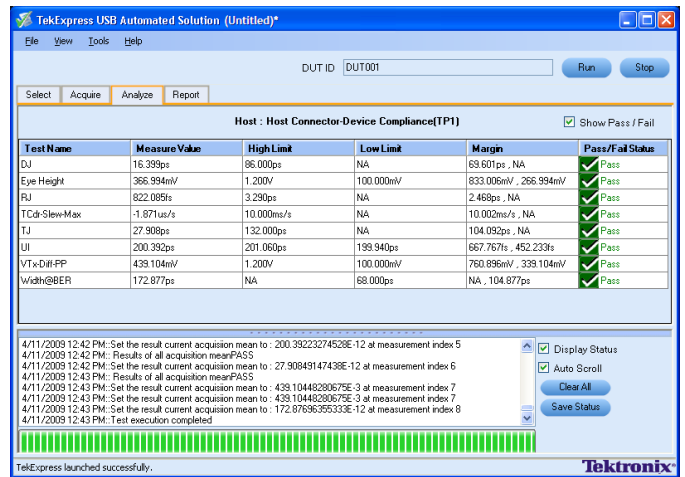 TekExpress USB Automated Solution (Untitled)*
File View Tools Help
DUT ID DUT001 Run Stop
Select Acquire Analyze Report
Host : Host Connector-Device Compliance(TP1) Show Pass / Fail
Test Name Measure Value High Limit Low Limit Margin Pass/Fail Status
DJ 16.399ps 86.000ps NA 69.601ps , NA Pass
Eye Height 366.994mV 1.200V 100.000mV 833.006mV , 266.994mV Pass
RJ 822.085fs 3.290ps NA 2.468ps , NA Pass
TCdr-Slew-Max -1.871us/s 10.000ms/s NA 10.002ms/s , NA Pass
TJ 27.908ps 132.000ps NA 104.092ps , NA Pass
UI 200.392ps 201.060ps 199.940ps 667.767fs , 452.233fs Pass
VTx-Diff-PP 439.104mV 1.200V 100.000mV 760.896mV , 339.104mV Pass
Width@BER 172.877ps NA 68.000ps NA , 104.877ps Pass
4/11/2009 12:42 PM::Set the result current acquisiion mean to : 200.39223274528E-12 at measurement index 5
4/11/2009 12:42 PM:: Results of all acquisition meanPASS
4/11/2009 12:42 PM::Set the result current acquisiion mean to : 27.90849147438E-12 at measurement index 6
4/11/2009 12:43 PM:: Results of all acquisition meanPASS
4/11/2009 12:43 PM::Set the result current acquisiion mean to : 439.10448280675E-3 at measurement index 7
4/11/2009 12:43 PM::Set the result current acquisiion mean to : 439.10448280675E-3 at measurement index 7
4/11/2009 12:43 PM::Set the result current acquisiion mean to : 172.87696355333E-12 at measurement index 8
4/11/2009 12:43 PM::Test execution completed
Display Status
Auto Scroll
Clear All
Save Status
TekExpress launched successfully. Tektronix